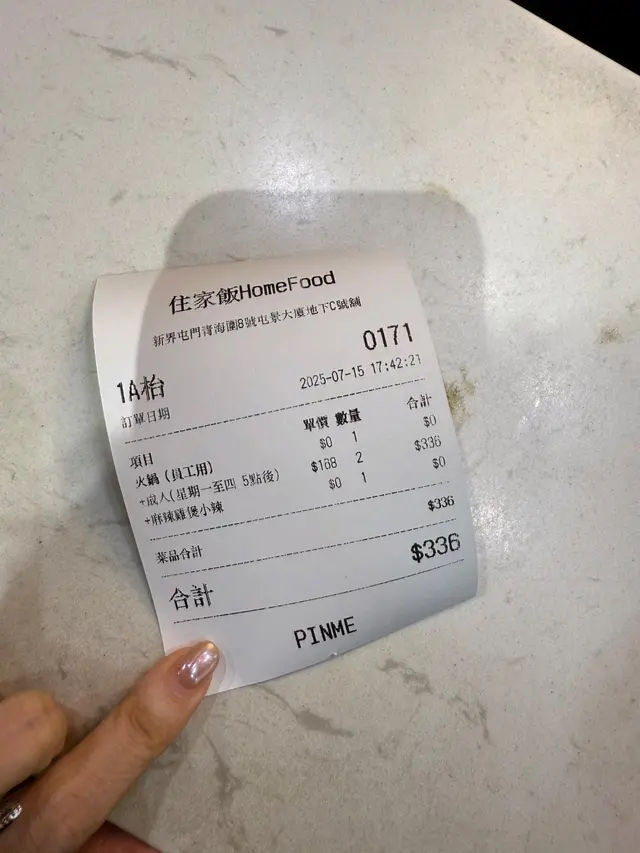 住家飯HomeFood
新界屯門青海圍8號屯景大廈地下C號舖
0171
1A枱
訂單日期 2025-07-15 17:42:21
項目 單價 數量 合計
火鍋（員工用） $0 1 $0
+成人(星期一至四 5點後) $168 2 $336
+麻辣雞煲小辣 $0 1 $0
菜品合計 $336
合計 $336
PINME